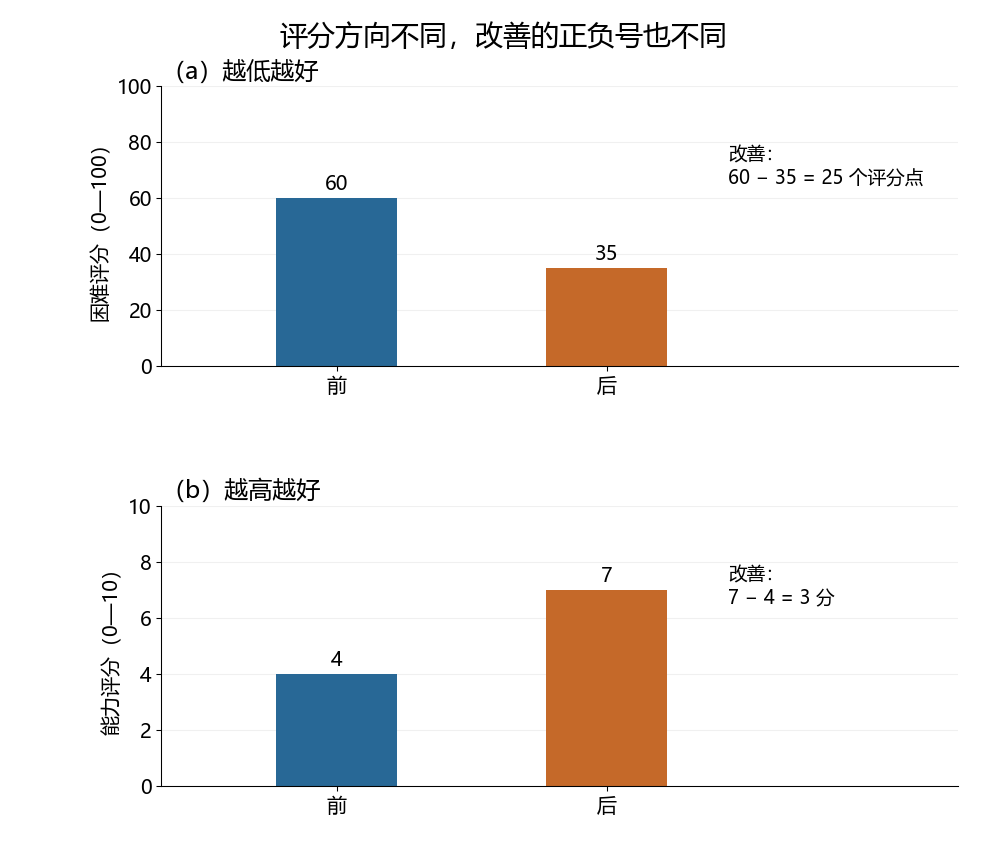 评分方向不同，改善的正负号也不同
（a）越低越好
困难评分（0—100）
100
80
60
40
20
0
60
35
改善：
60 − 35 = 25 个评分点
前
后
（b）越高越好
能力评分（0—10）
10
8
6
4
2
0
4
7
改善：
7 − 4 = 3 分
前
后